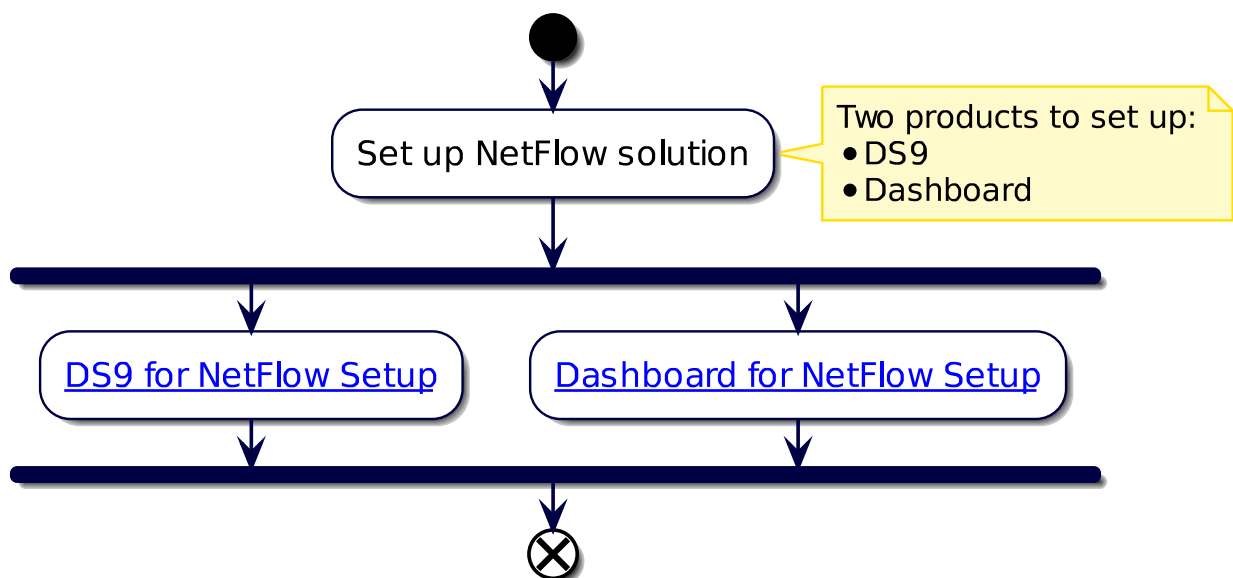 Set up NetFlow solution
Two products to set up:
• DS9
• Dashboard
DS9 for NetFlow Setup
Dashboard for NetFlow Setup